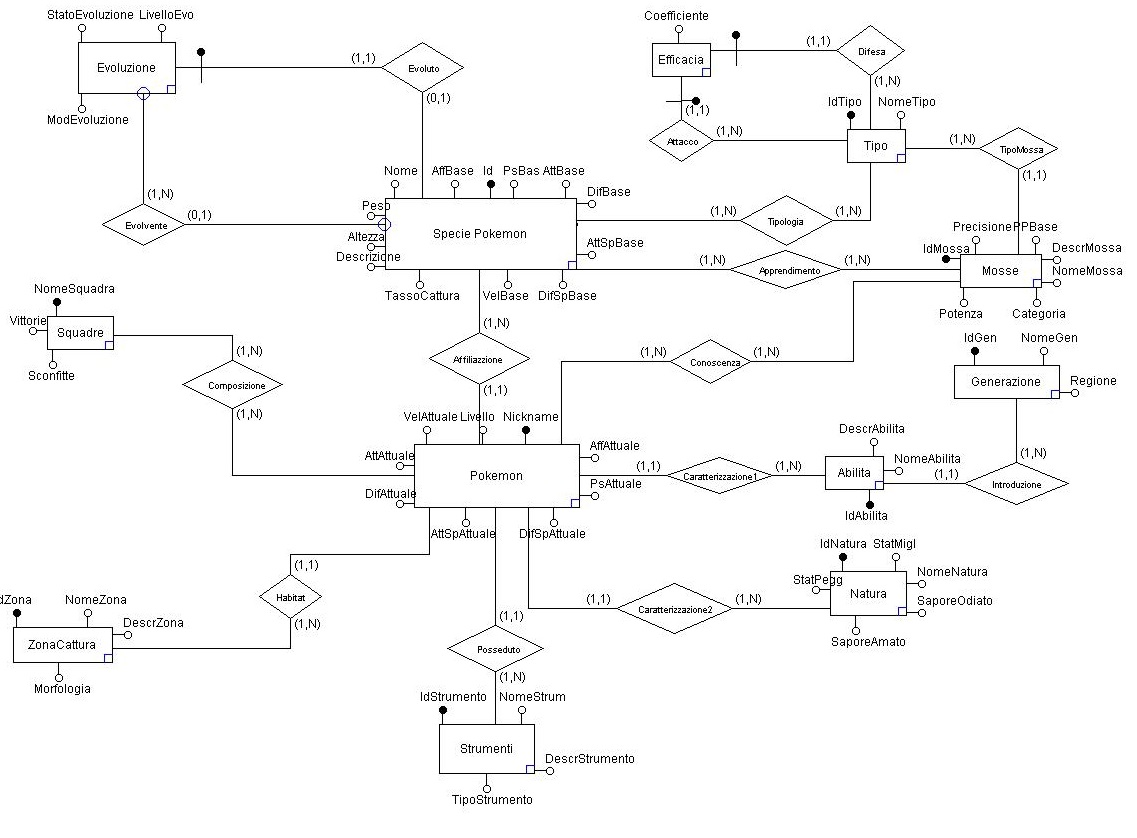 StatoEvoluzione LivelloEvo
Evoluzione
ModEvoluzione
(1,1)
Evoluto
(0,1)
(1,N)
Evolvente
(0,1)
Coefficiente
Efficacia
(1,1)
Difesa
(1,N)
(1,1)
Attacco
(1,N)
IdTipo NomeTipo
Tipo
(1,N)
TipoMossa
(1,1)
Nome AffBase Id PsBas AttBase
DifBase
Peso
Specie Pokemon
Altezza
AttSpBase
Descrizione
TassoCattura VelBase DifSpBase
(1,N)
Tipologia
(1,N)
(1,N)
Apprendimento
(1,N)
PrecisionePPBase
IdMossa
DescrMossa
Mosse
NomeMossa
Potenza Categoria
NomeSquadra
Vittorie
Squadre
Sconfitte
(1,N)
Composizione
(1,N)
(1,N)
Affiliazzione
(1,1)
(1,N)
Conoscenza
(1,N)
IdGen NomeGen
Generazione
Regione
(1,N)
Introduzione
(1,1)
VelAttuale Livello Nickname
AttAttuale
AffAttuale
Pokemon
PsAttuale
DifAttuale
AttSpAttuale DifSpAttuale
(1,1)
Caratterizzazione1
(1,N)
DescrAbilita
NomeAbilita
Abilita
IdAbilita
(1,1)
Habitat
(1,N)
dZona NomeZona
DescrZona
ZonaCattura
Morfologia
(1,1)
Posseduto
(1,N)
(1,1)
Caratterizzazione2
(1,N)
IdNatura StatMigl
StatPegg
NomeNatura
Natura
SaporeOdiato
SaporeAmato
IdStrumento NomeStrum
Strumenti
DescrStrumento
TipoStrumento